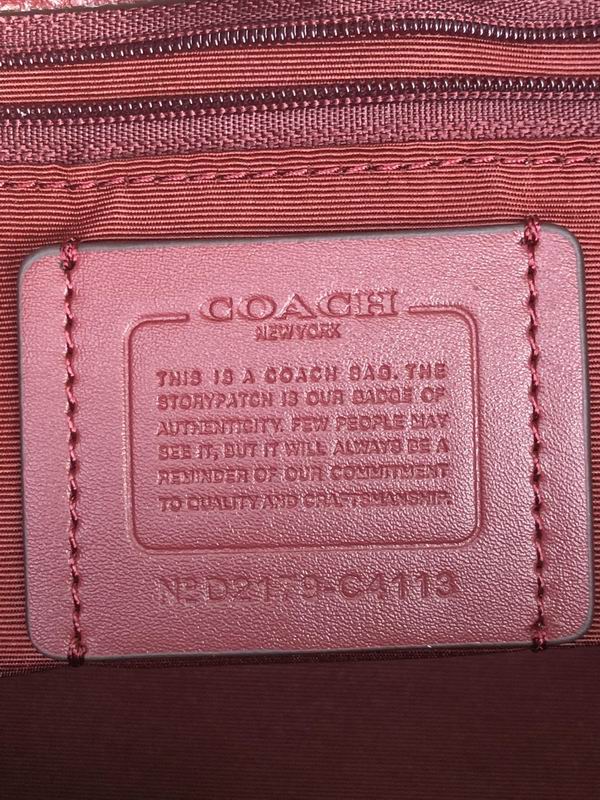 COACH
NEW YORK
THIS IS A COACH BAG. THE
STORYPATCH IS OUR BADGE OF
AUTHENTICITY. FEW PEOPLE MAY
SEE IT, BUT IT WILL ALWAYS BE A
REMINDER OF OUR COMMITMENT
TO QUALITY AND CRAFTSMANSHIP.
No D2179-C4113